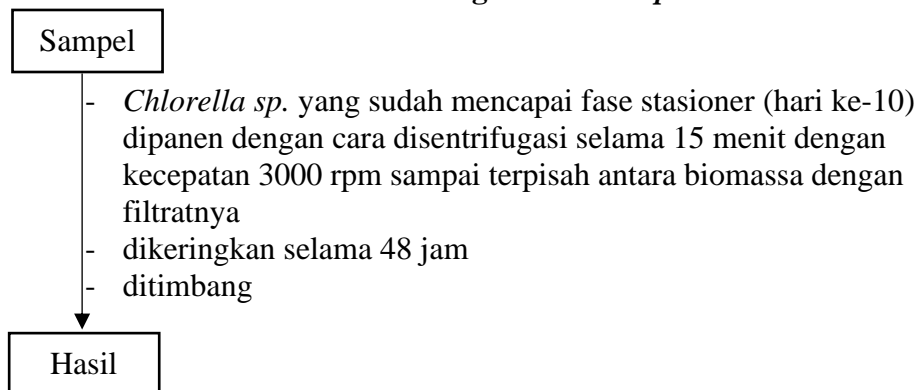 Sampel
- Chlorella sp. yang sudah mencapai fase stasioner (hari ke-10)
dipanen dengan cara disentrifugasi selama 15 menit dengan
kecepatan 3000 rpm sampai terpisah antara biomassa dengan
filtratnya
- dikeringkan selama 48 jam
- ditimbang
Hasil